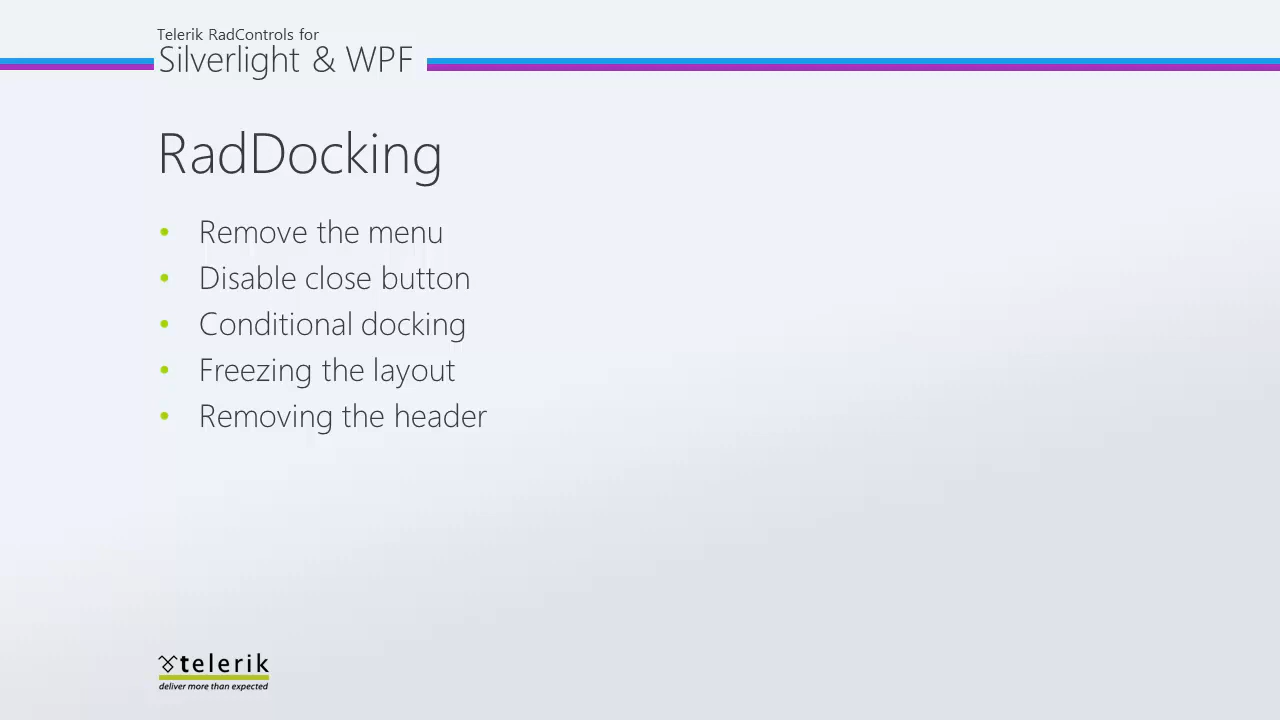 Telerik RadControls for
Silverlight & WPF
RadDocking
• Remove the menu
• Disable close button
• Conditional docking
• Freezing the layout
• Removing the header
telerik
deliver more than expected